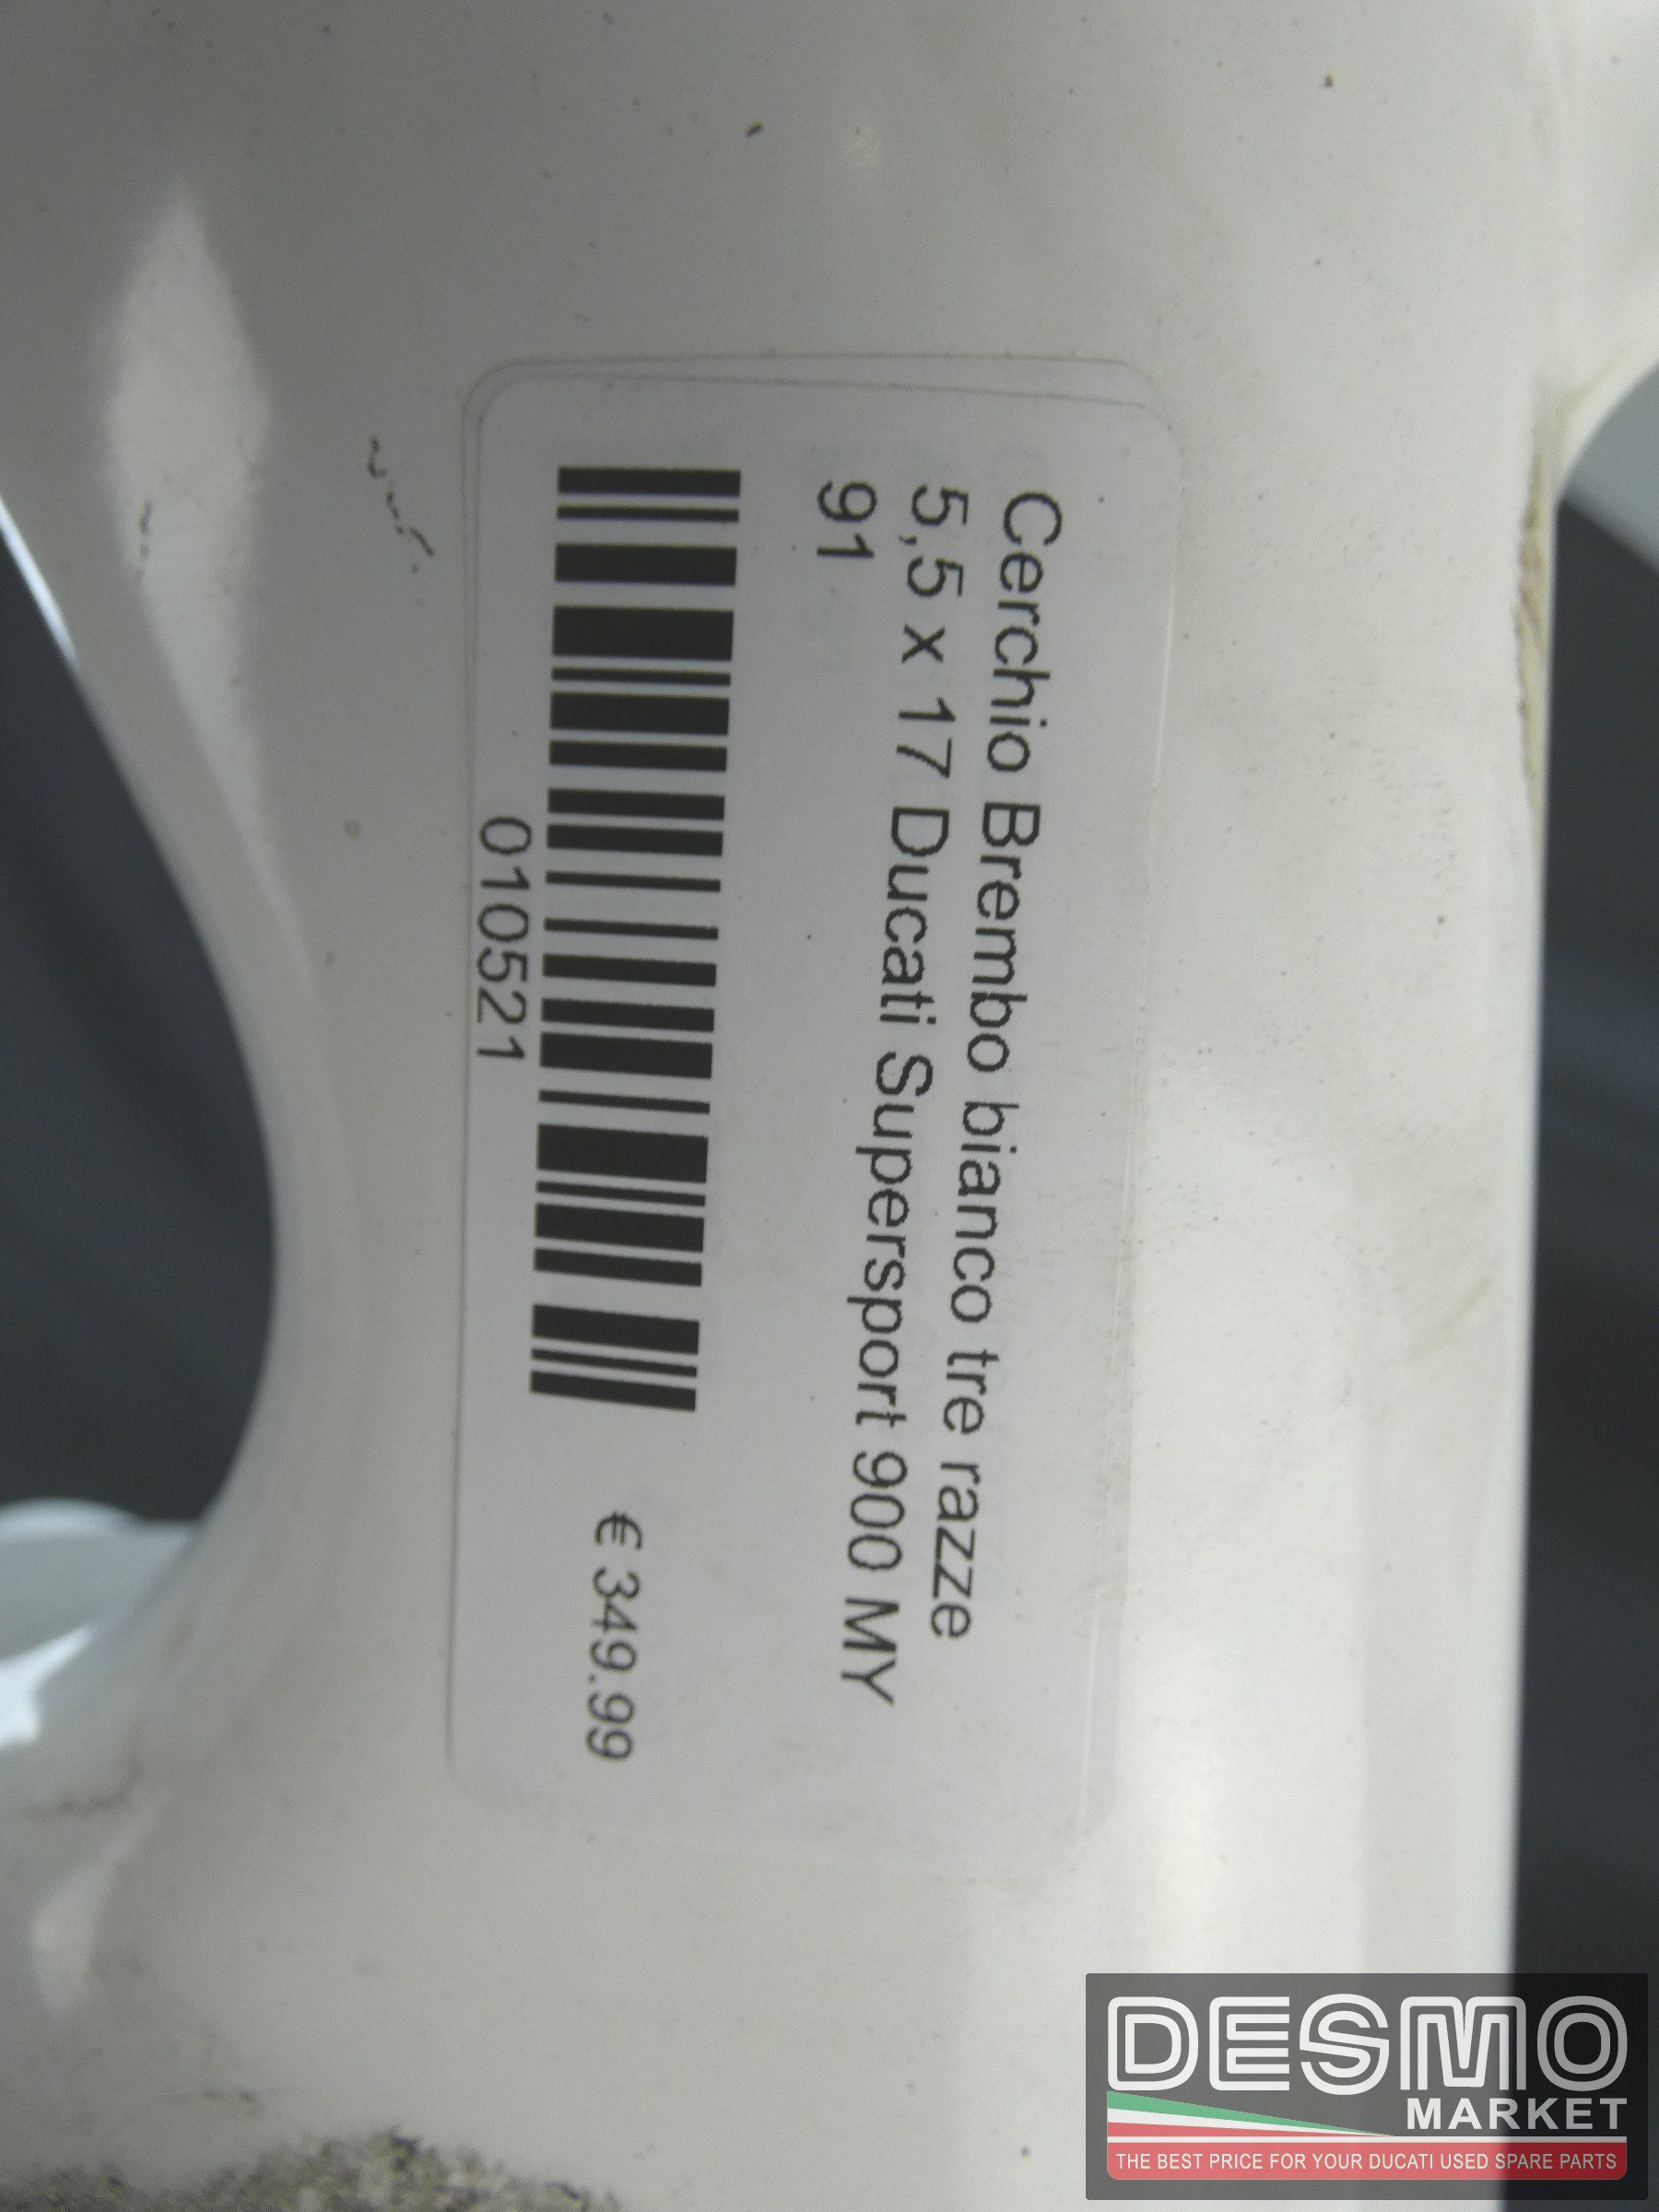 Cerchio Brembo bianco tre razze
5,5 x 17 Ducati Supersport 900 MY
91
010521
€ 349.99
DESMO
MARKET
THE BEST PRICE FOR YOUR DUCATI USED SPARE PARTS